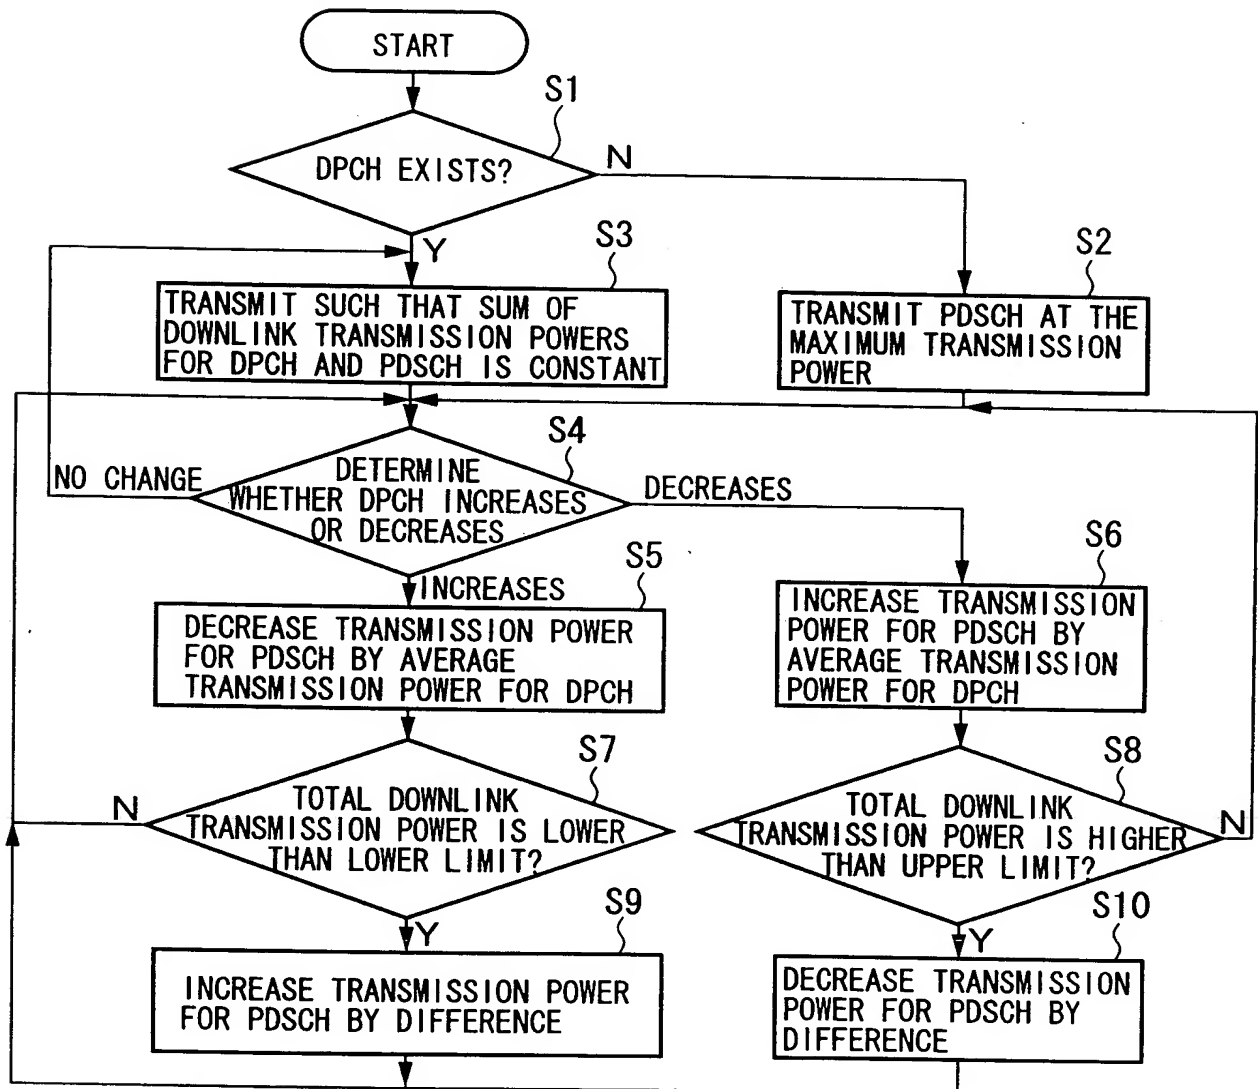 START
S1
DPCH EXISTS?
N
Y
S3
TRANSMIT SUCH THAT SUM OF
DOWNLINK TRANSMISSION POWERS
FOR DPCH AND PDSCH IS CONSTANT
S2
TRANSMIT PDSCH AT THE
MAXIMUM TRANSMISSION
POWER
S4
DETERMINE
WHETHER DPCH INCREASES
OR DECREASES
NO CHANGE
DECREASES
INCREASES
S5
DECREASE TRANSMISSION POWER
FOR PDSCH BY AVERAGE
TRANSMISSION POWER FOR DPCH
S6
INCREASE TRANSMISSION
POWER FOR PDSCH BY
AVERAGE TRANSMISSION
POWER FOR DPCH
S7
TOTAL DOWNLINK
TRANSMISSION POWER IS LOWER
THAN LOWER LIMIT?
N
Y
S8
TOTAL DOWNLINK
TRANSMISSION POWER IS HIGHER
THAN UPPER LIMIT?
N
Y
S9
INCREASE TRANSMISSION POWER
FOR PDSCH BY DIFFERENCE
S10
DECREASE TRANSMISSION
POWER FOR PDSCH BY
DIFFERENCE